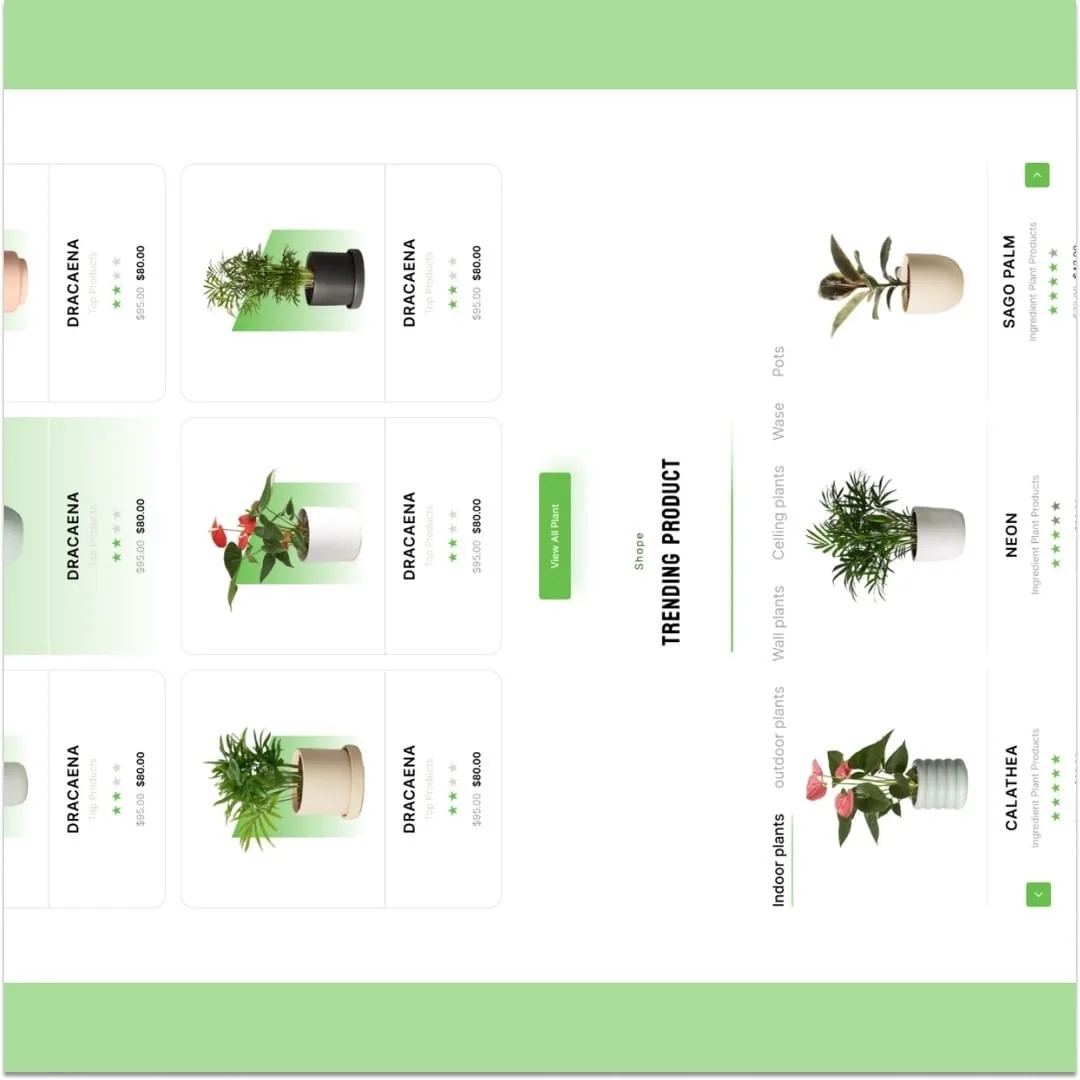 DRACAENA
Top Products
$95.00 $80.00
DRACAENA
Top Products
$95.00 $80.00
DRACAENA
Top Products
$95.00 $80.00
DRACAENA
Top Products
$95.00 $80.00
DRACAENA
Top Products
$95.00 $80.00
DRACAENA
Top Products
$95.00 $80.00
View All Plant
Shope
TRENDING PRODUCT
Indoor plants outdoor plants Wall plants Celling plants Wase Pots
CALATHEA
Ingredient Plant Products
NEON
Ingredient Plant Products
SAGO PALM
Ingredient Plant Products